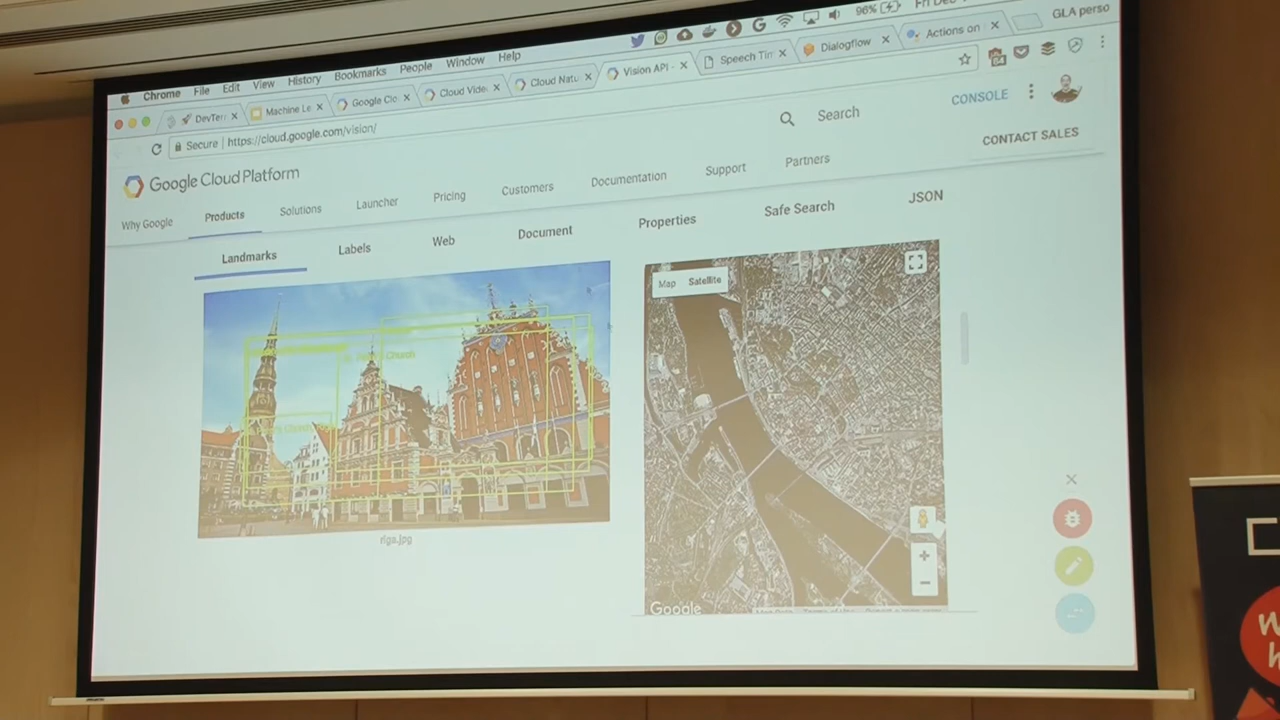 Chrome File Edit View History Bookmarks People Window Help
96%
GLA perso
DevTerr
Machine Le
Google Clo
Cloud Vide
Cloud Natu
Vision API -
Speech Tim
Dialogflow
Actions on
Secure | https://cloud.google.com/vision/
Google Cloud Platform
Search
CONSOLE
Why Google Products Solutions Launcher Pricing Customers Documentation Support Partners
CONTACT SALES
Landmarks Labels Web Document Properties Safe Search JSON
Map Satellite
Church
riga.jpg
Google